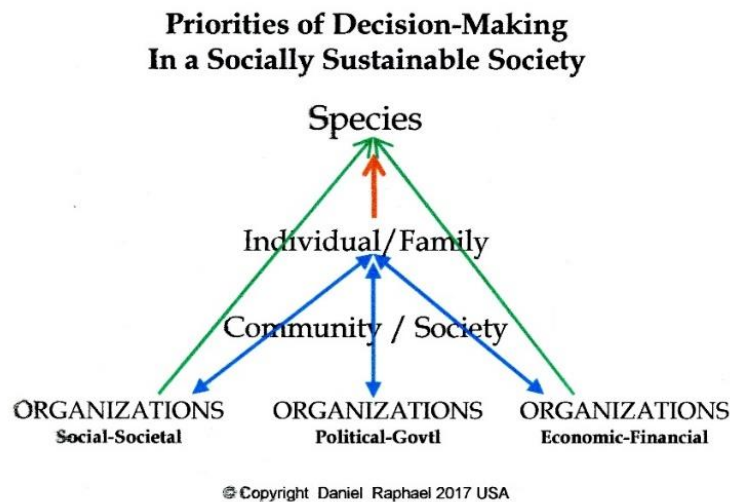 Priorities of Decision-Making
In a Socially Sustainable Society
Species
Individual/Family
Community / Society
ORGANIZATIONS ORGANIZATIONS ORGANIZATIONS
Social-Societal Political-Govtl Economic-Financial
© Copyright Daniel Raphael 2017 USA